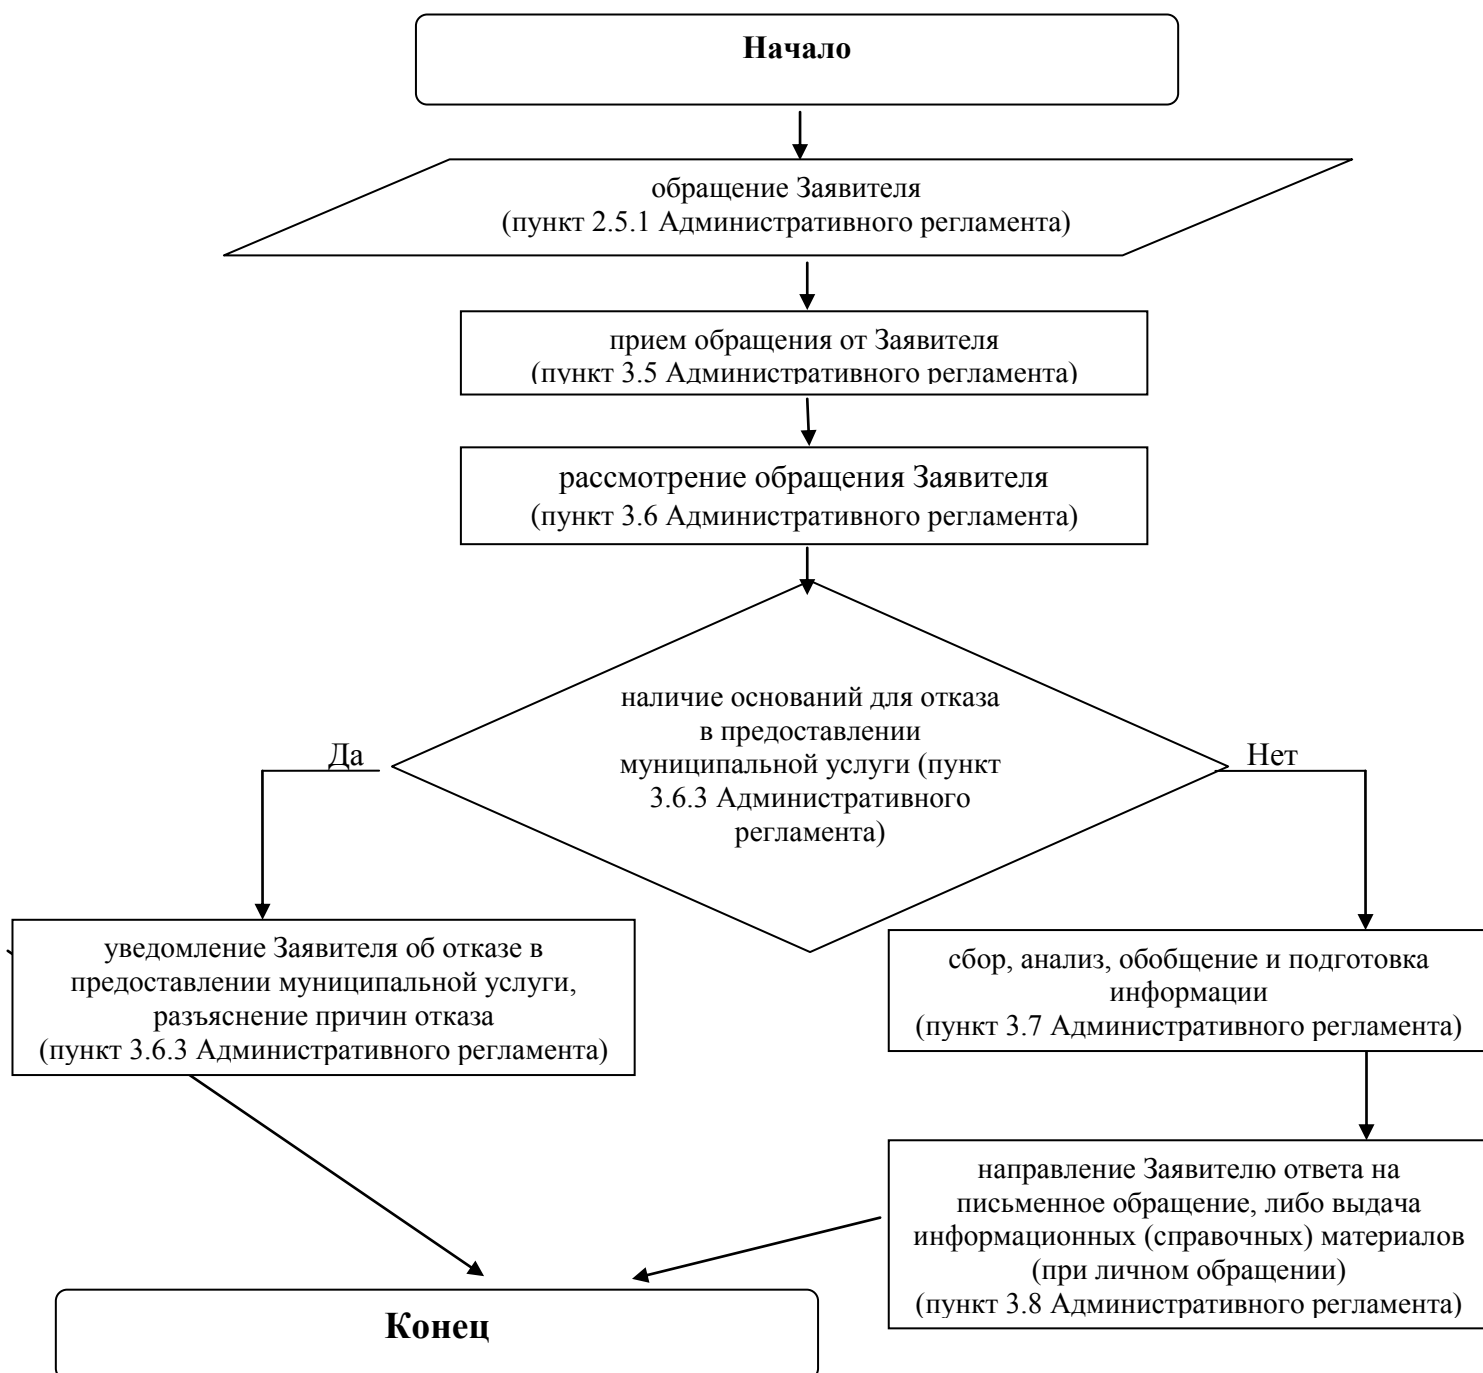 Начало
обращение Заявителя
(пункт 2.5.1 Административного регламента)
прием обращения от Заявителя
(пункт 3.5 Административного регламента)
рассмотрение обращения Заявителя
(пункт 3.6 Административного регламента)
наличие оснований для отказа
в предоставлении
муниципальной услуги (пункт
3.6.3 Административного
регламента)
Да
Нет
уведомление Заявителя об отказе в
предоставлении муниципальной услуги,
разъяснение причин отказа
(пункт 3.6.3 Административного регламента)
сбор, анализ, обобщение и подготовка
информации
(пункт 3.7 Административного регламента)
направление Заявителю ответа на
письменное обращение, либо выдача
информационных (справочных) материалов
(при личном обращении)
(пункт 3.8 Административного регламента)
Конец